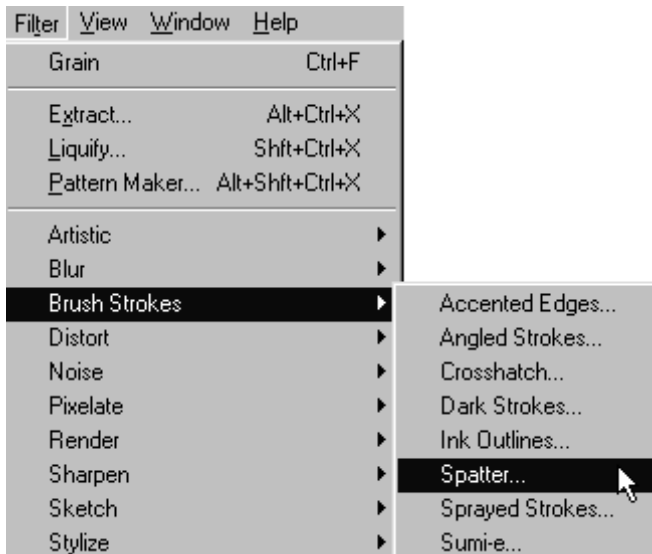 Filter View Window Help
Grain Ctrl+F
Extract... Alt+Ctrl+X
Liquify... Shft+Ctrl+X
Pattern Maker... Alt+Shft+Ctrl+X
Artistic
Blur
Brush Strokes
Distort
Noise
Pixelate
Render
Sharpen
Sketch
Stylize
Accented Edges...
Angled Strokes...
Crosshatch...
Dark Strokes...
Ink Outlines...
Spatter...
Sprayed Strokes...
Sumi-e...